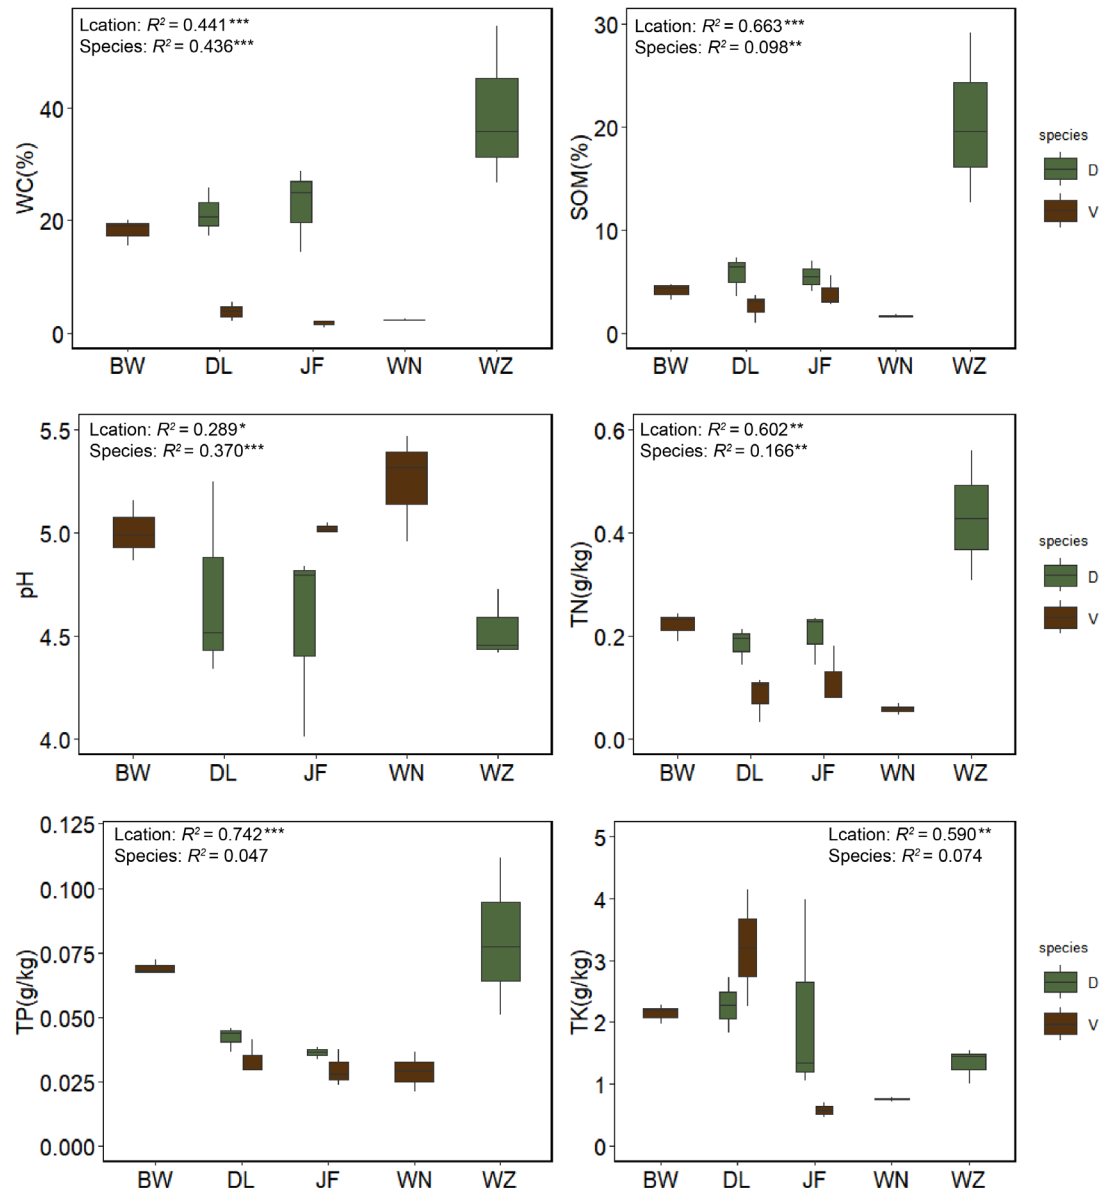 Lcation: R² = 0.441***
Species: R² = 0.436***
WC(%)
40
20
0
BW DL JF WN WZ
Lcation: R² = 0.663***
Species: R² = 0.098**
SOM(%)
30
20
10
0
BW DL JF WN WZ
species
D
V
Lcation: R² = 0.289*
Species: R² = 0.370***
pH
5.5
5.0
4.5
4.0
BW DL JF WN WZ
Lcation: R² = 0.602**
Species: R² = 0.166**
TN(g/kg)
0.6
0.4
0.2
0.0
BW DL JF WN WZ
species
D
V
Lcation: R² = 0.742***
Species: R² = 0.047
TP(g/kg)
0.125
0.100
0.075
0.050
0.025
0.000
BW DL JF WN WZ
Lcation: R² = 0.590**
Species: R² = 0.074
TK(g/kg)
5
4
3
2
1
0
BW DL JF WN WZ
species
D
V